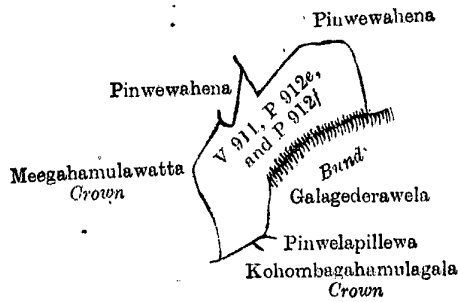 Pinwewahena
Pinwewahena
V 911, P 912e,
and P 912f
Meegahamulawatta
Crown
Bund
Galagederawela
Pinwelapillewa
Kohombagahamulagala
Crown